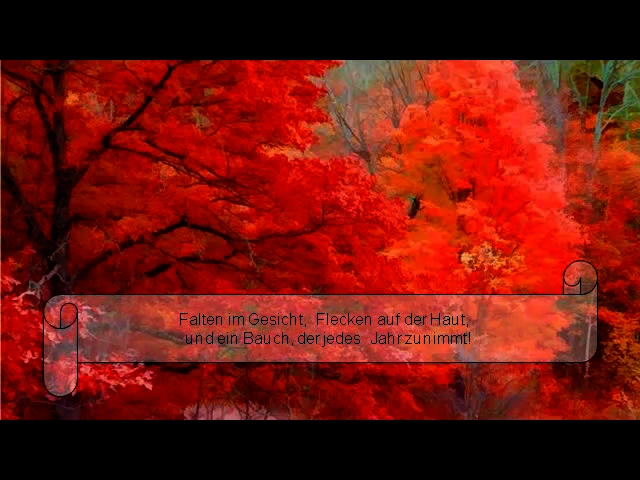 Falten im Gesicht, Flecken auf der Haut,
und ein Bauch, der jedes Jahr zunimmt!